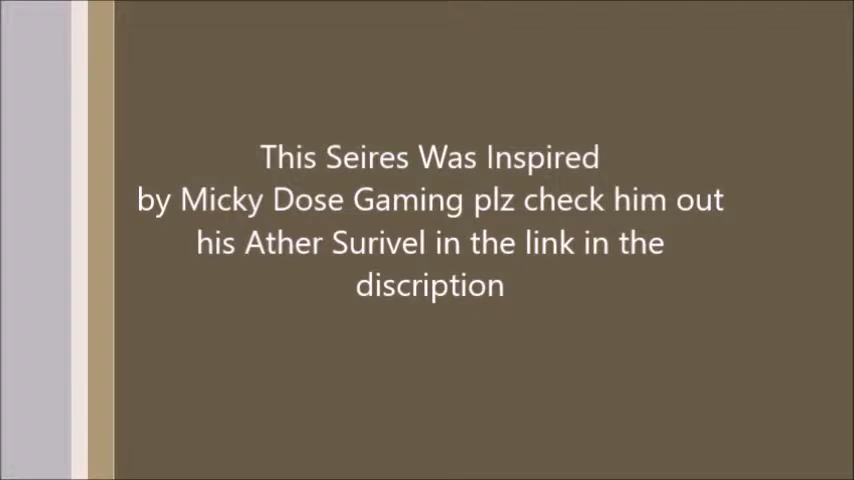 This Seires Was Inspired
by Micky Dose Gaming plz check him out
his Ather Surivel in the link in the
discription